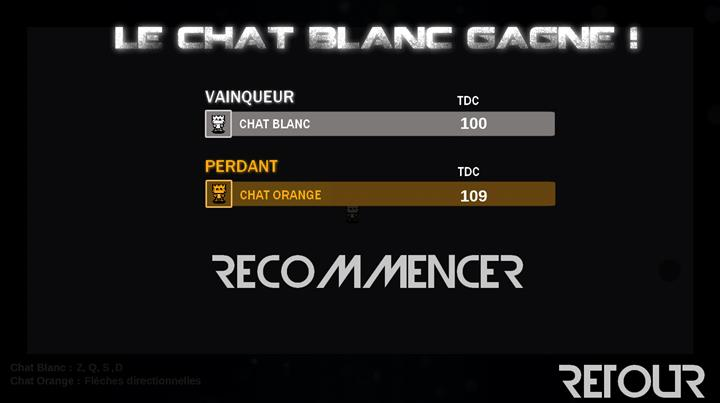 LE CHAT BLANC GAGNE !
VAINQUEUR TDC
CHAT BLANC 100
PERDANT TDC
CHAT ORANGE 109
RECOMMENCER
Chat Blanc : Z, Q, S ,D
Chat Orange : Fléches directionnelles
RETOUR